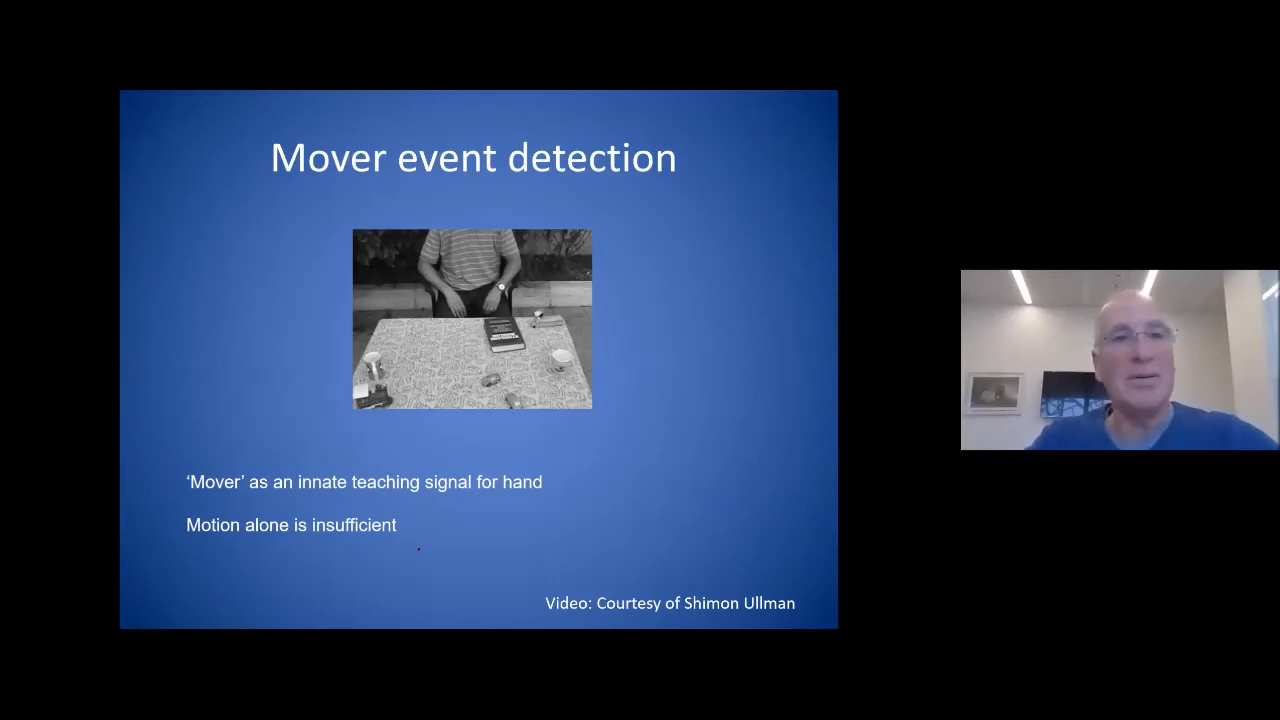 Mover event detection
‘Mover’ as an innate teaching signal for hand
Motion alone is insufficient
Video: Courtesy of Shimon Ullman